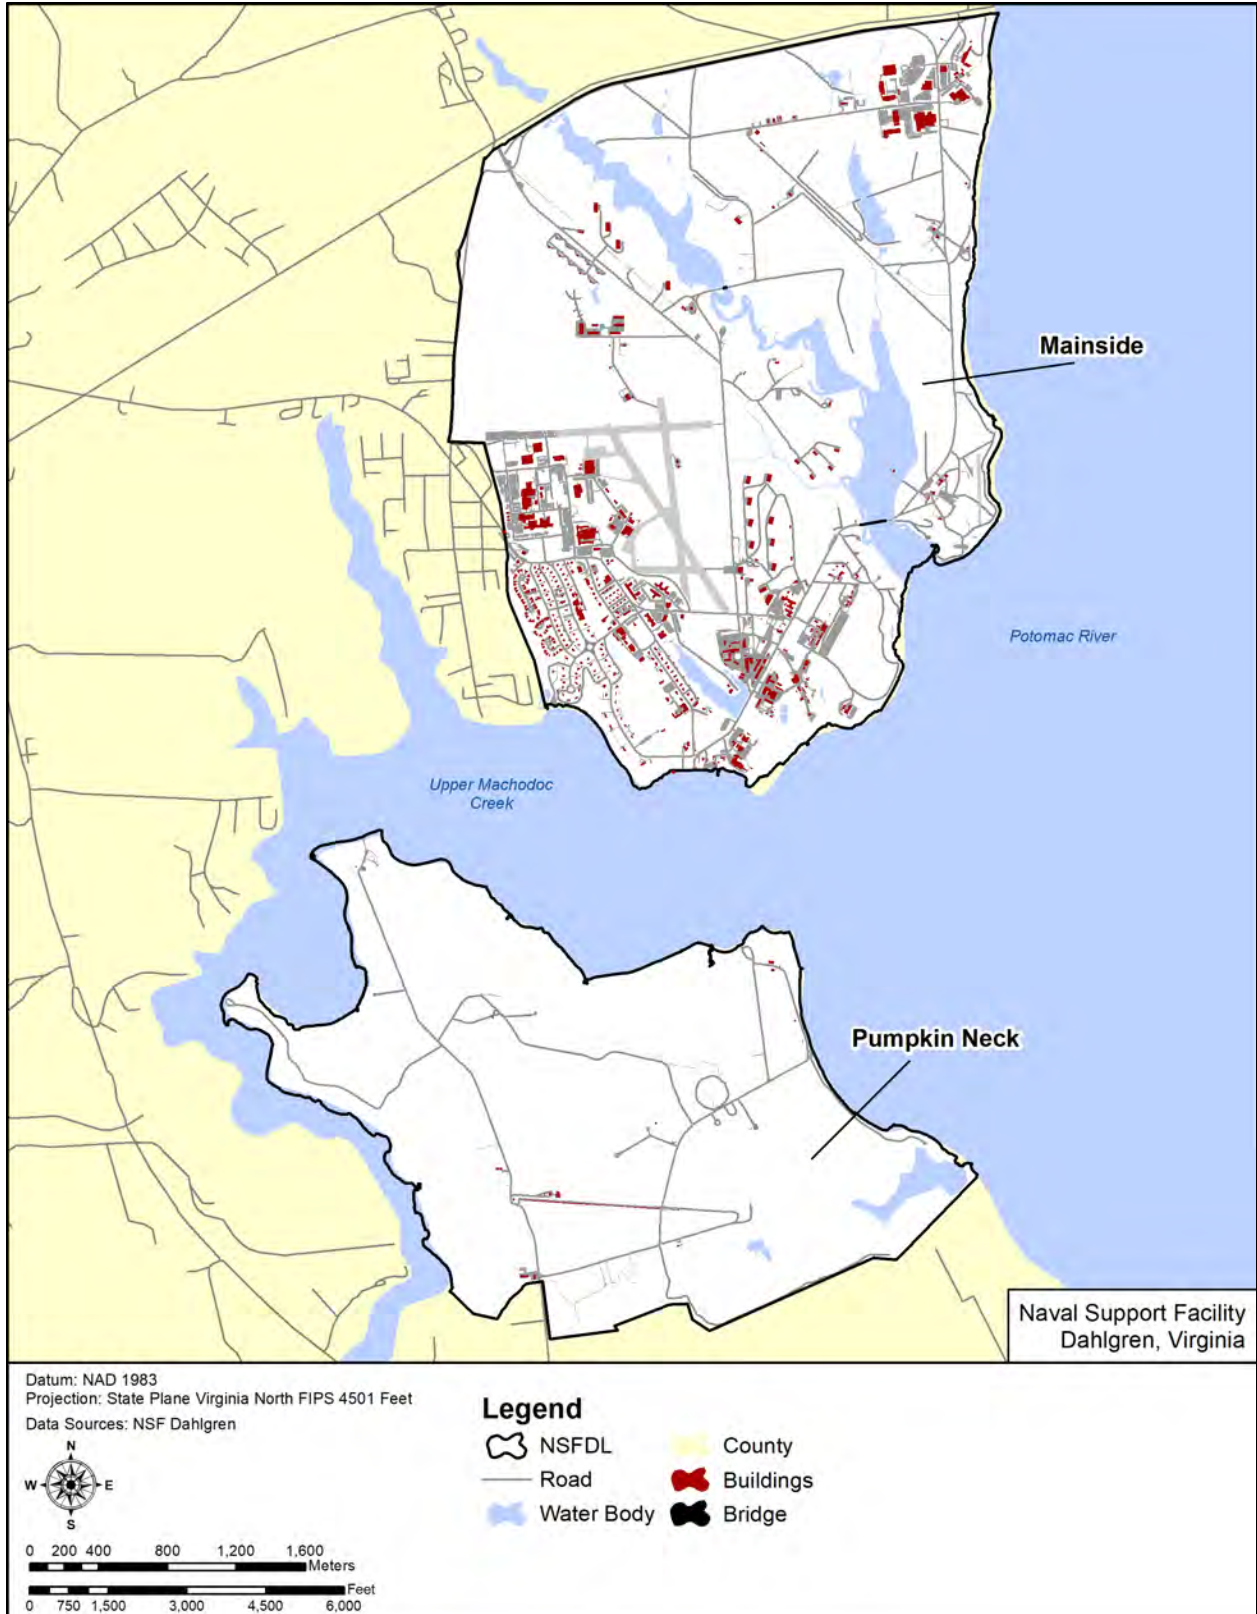 Mainside
Potomac River
Upper Machodoc
Creek
Pumpkin Neck
Naval Support Facility
Dahlgren, Virginia
Datum: NAD 1983
Projection: State Plane Virginia North FIPS 4501 Feet
Data Sources: NSF Dahlgren
N
W E
S
0 200 400 800 1,200 1,600
Meters
Feet
0 750 1,500 3,000 4,500 6,000
Legend
NSFDL
County
Road
Buildings
Water Body
Bridge